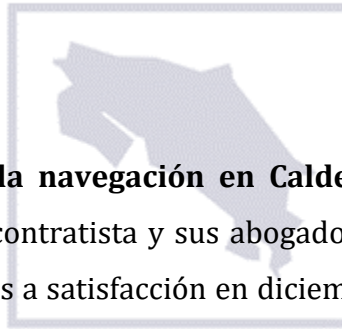 la navegación en Calde
contratista y sus abogado
s a satisfacción en diciem